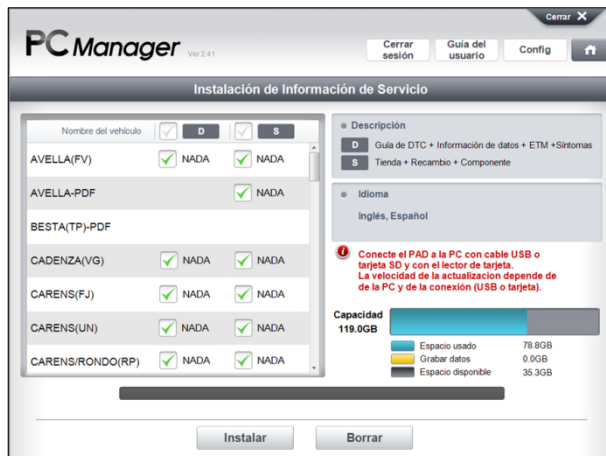 Cerrar X
PC Manager Ver 2.41
Cerrar sesión
Guía del usuario
Config
Instalación de Información de Servicio
Nombre del vehículo D S
AVELLA(FV) NADA NADA
AVELLA-PDF NADA
BESTA(TP)-PDF
CADENZA(VG) NADA NADA
CARENS(FJ) NADA NADA
CARENS(UN) NADA NADA
CARENS/RONDO(RP) NADA NADA
Descripción
D Guía de DTC + Información de datos + ETM +Síntomas
S Tienda + Recambio + Componente
Idioma
Inglés, Español
Conecte el PAD a la PC con cable USB o
tarjeta SD y con el lector de tarjeta.
La velocidad de la actualizacion depende de
de la PC y de la conexión (USB o tarjeta).
Capacidad
119.0GB
Espacio usado 78.8GB
Grabar datos 0.0GB
Espacio disponible 35.3GB
Instalar
Borrar